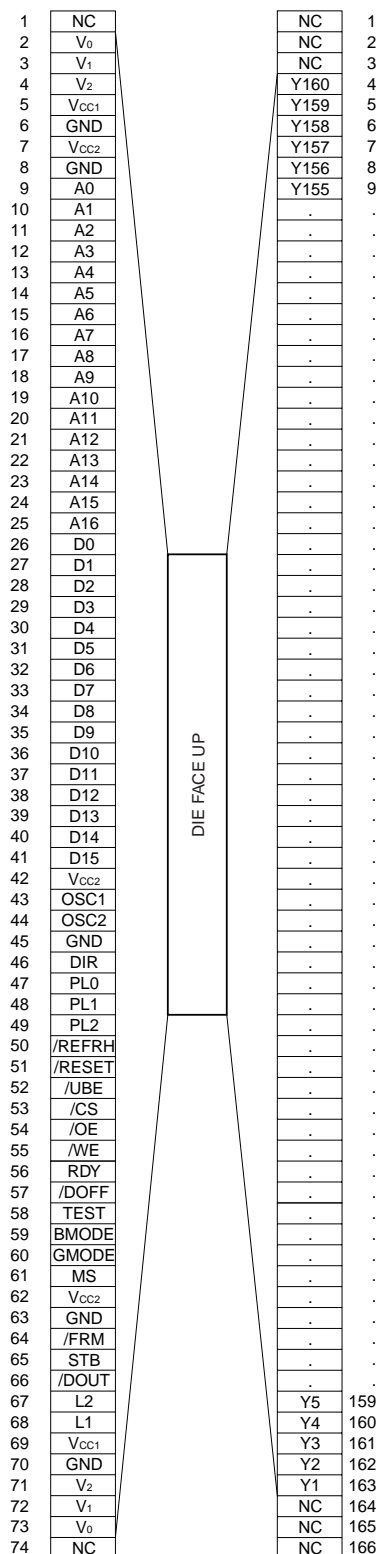 1 NC NC 1
2 V₀ NC 2
3 V₁ NC 3
4 V₂ Y160 4
5 VCC1 Y159 5
6 GND Y158 6
7 VCC2 Y157 7
8 GND Y156 8
9 A0 Y155 9
10 A1 . .
11 A2 . .
12 A3 . .
13 A4 . .
14 A5 . .
15 A6 . .
16 A7 . .
17 A8 . .
18 A9 . .
19 A10 . .
20 A11 . .
21 A12 . .
22 A13 . .
23 A14 . .
24 A15 . .
25 A16 . .
26 D0 . .
27 D1 . .
28 D2 . .
29 D3 . .
30 D4 . .
31 D5 . .
32 D6 . .
33 D7 . .
34 D8 . .
35 D9 . .
36 D10 . .
37 D11 . .
38 D12 . .
39 D13 . .
40 D14 . .
41 D15 . .
42 VCC2 . .
43 OSC1 . .
44 OSC2 . .
45 GND . .
46 DIR . .
47 PL0 . .
48 PL1 . .
49 PL2 . .
50 /REFRH . .
51 /RESET . .
52 /UBE . .
53 /CS . .
54 /OE . .
55 /WE . .
56 RDY . .
57 /DOFF . .
58 TEST . .
59 BMODE . .
60 GMODE . .
61 MS . .
62 VCC2 . .
63 GND . .
64 /FRM . .
65 STB . .
66 /DOUT . .
67 L2 Y5 159
68 L1 Y4 160
69 VCC1 Y3 161
70 GND Y2 162
71 V₂ Y1 163
72 V₁ NC 164
73 V₀ NC 165
74 NC NC 166
DIE FACE UP